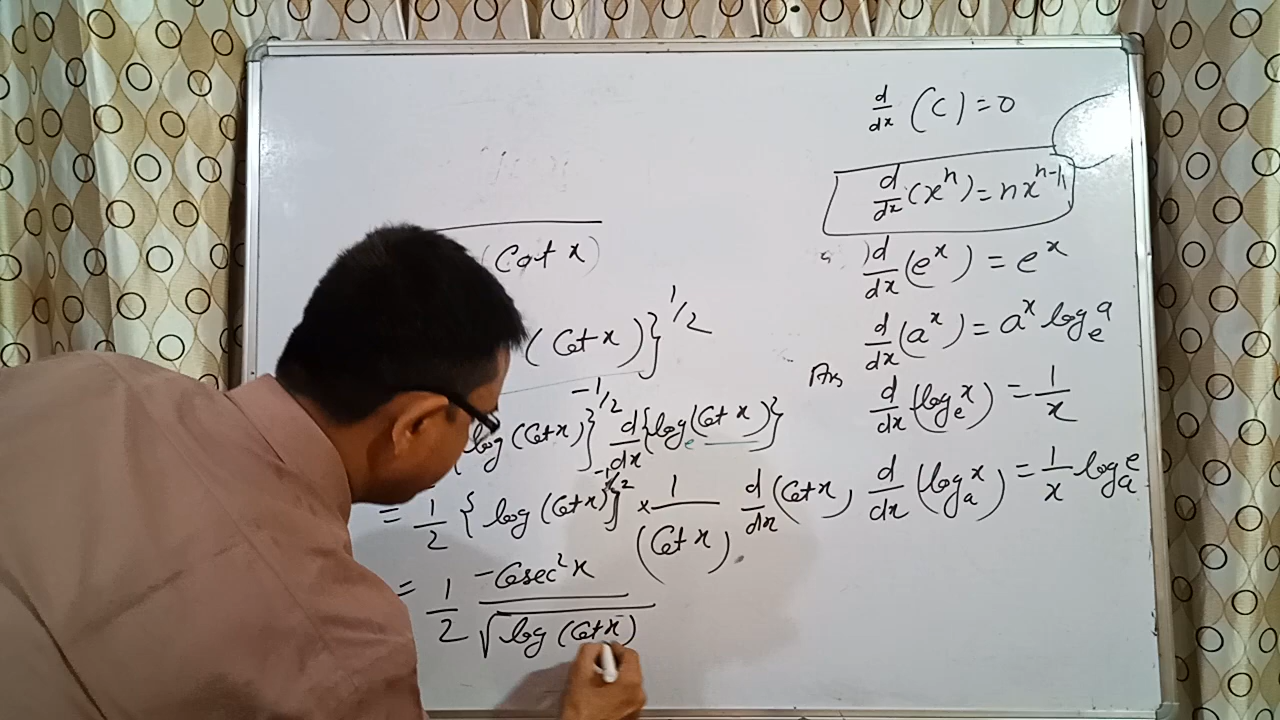 (Cot x)
(Cot x)}^1/2
log (Cot x)}^-1/2 d/dx {log_e (Cot x)}
= 1/2 { log (Cot x) }^-1/2 × 1/(Cot x) . d/dx (Cot x)
= 1/2 -Cosec²x / √log (Cot x)
d/dx (C) = 0
d/dx (x^n) = nx^n-1
d/dx (e^x) = e^x
d/dx (a^x) = a^x log_e a
Ans
d/dx (log_e x) = 1/x
d/dx (log_a x) = 1/x log_a e